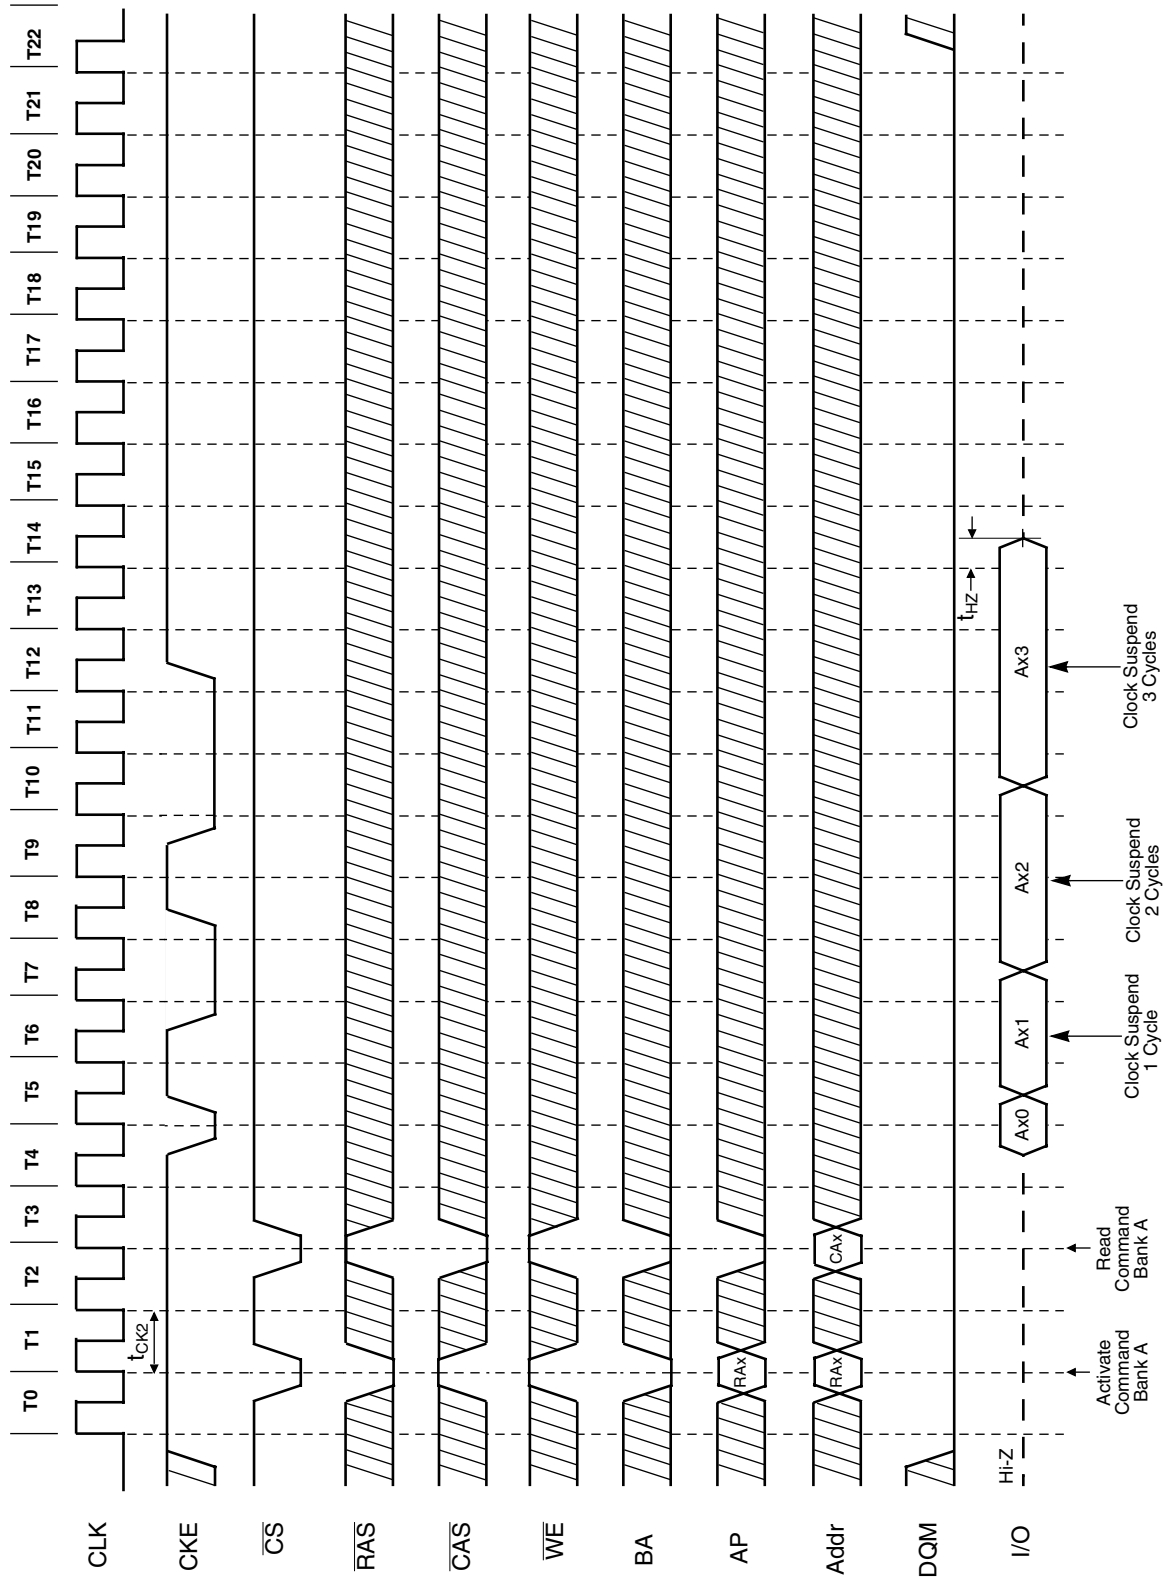 T0 T1 T2 T3 T4 T5 T6 T7 T8 T9 T10 T11 T12 T13 T14 T15 T16 T17 T18 T19 T20 T21 T22
CLK
tCK2
CKE
CS
RAS
CAS
WE
BA
AP
RAx
Addr
RAx
CAx
DQM
tHZ
I/O
Hi-Z
Ax0
Ax1
Ax2
Ax3
Activate
Command
Bank A
Read
Command
Bank A
Clock Suspend
1 Cycle
Clock Suspend
2 Cycles
Clock Suspend
3 Cycles